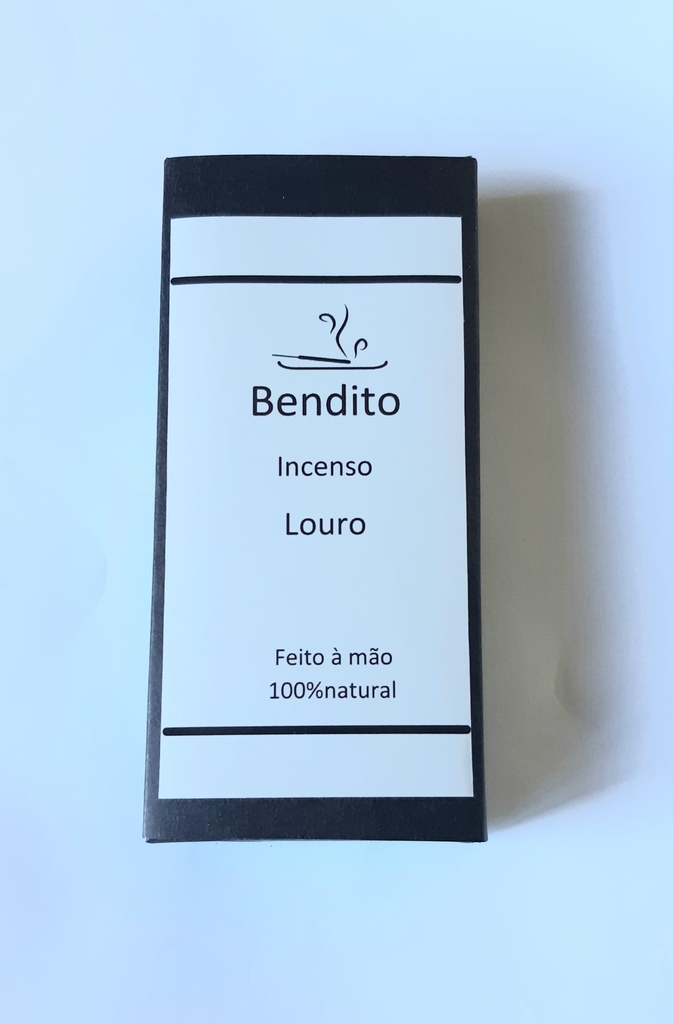 Bendito
Incenso
Louro
Feito à mão
100%natural